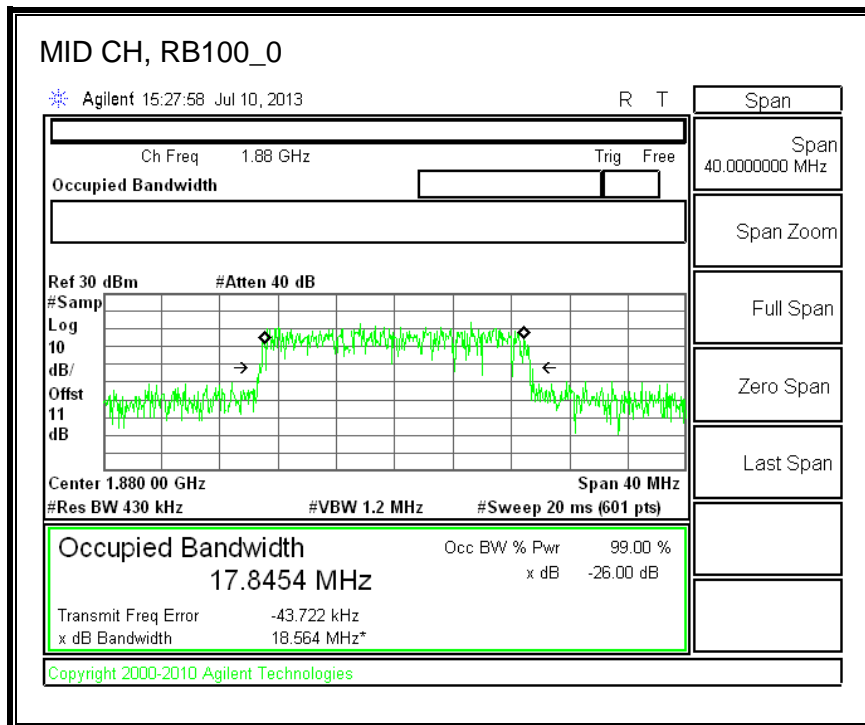 MID CH, RB100_0
Agilent 15:27:58 Jul 10, 2013 R T
Span
Ch Freq 1.88 GHz Trig Free
Span
40.0000000 MHz
Occupied Bandwidth
Span Zoom
Ref 30 dBm #Atten 40 dB
#Samp
Log
10
dB/
Offst
11
dB
Full Span
Zero Span
Last Span
Center 1.880 00 GHz Span 40 MHz
#Res BW 430 kHz #VBW 1.2 MHz #Sweep 20 ms (601 pts)
Occupied Bandwidth Occ BW % Pwr 99.00 %
17.8454 MHz x dB -26.00 dB
Transmit Freq Error -43.722 kHz
x dB Bandwidth 18.564 MHz*
Copyright 2000-2010 Agilent Technologies